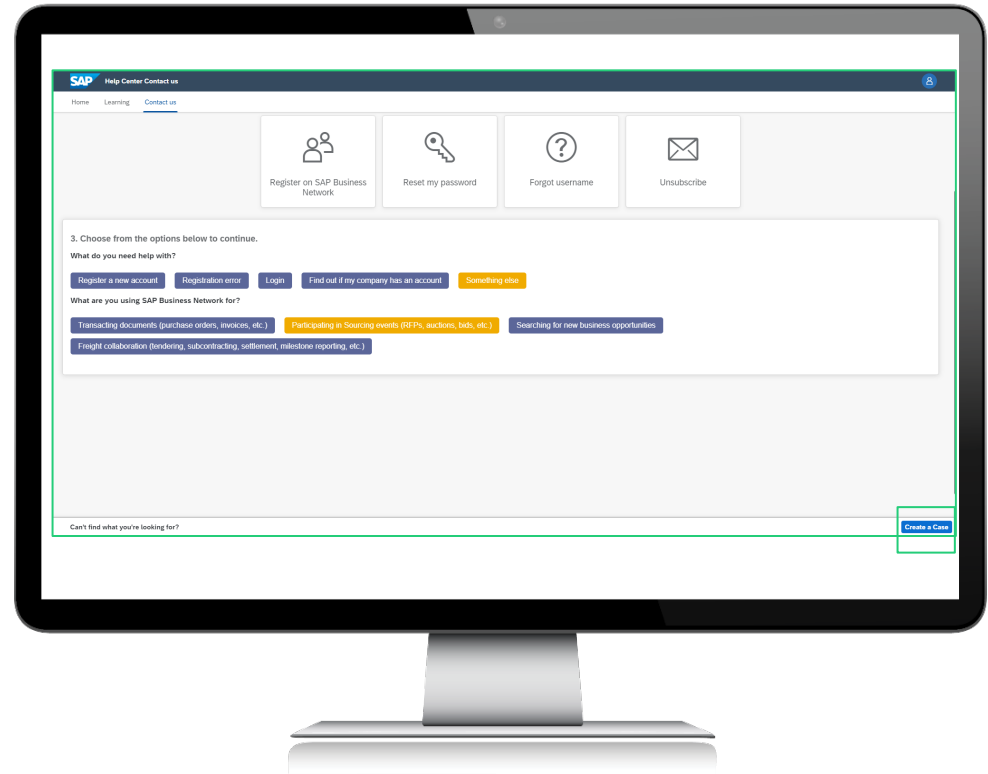 SAP Help Center Contact us
Home Learning Contact us
Register on SAP Business
Network
Reset my password
Forgot username
Unsubscribe
3. Choose from the options below to continue.
What do you need help with?
Register a new account Registration error Login Find out if my company has an account Something else
What are you using SAP Business Network for?
Transacting documents (purchase orders, invoices, etc.) Participating in Sourcing events (RFPs, auctions, bids, etc.) Searching for new business opportunities
Freight collaboration (tendering, subcontracting, settlement, milestone reporting, etc.)
Can't find what you're looking for? Create a Case